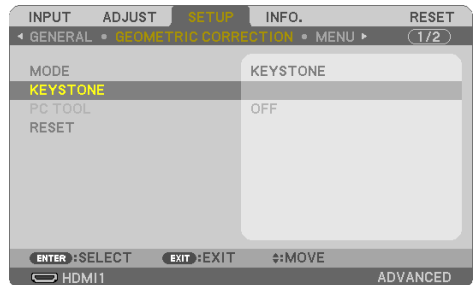 INPUT ADJUST SETUP INFO. RESET
◀ GENERAL • GEOMETRIC CORRECTION • MENU ▶ 1/2
MODE KEYSTONE
KEYSTONE
PC TOOL OFF
RESET
ENTER:SELECT EXIT:EXIT ⬍:MOVE
HDMI1 ADVANCED